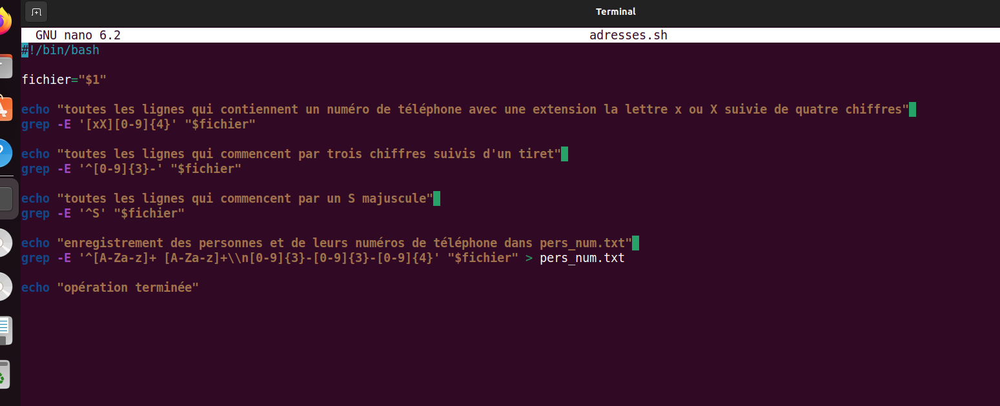 Terminal
GNU nano 6.2 adresses.sh
#!/bin/bash
fichier="$1"
echo "toutes les lignes qui contiennent un numéro de téléphone avec une extension la lettre x ou X suivie de quatre chiffres"
grep -E '[xX][0-9]{4}' "$fichier"
echo "toutes les lignes qui commencent par trois chiffres suivis d'un tiret"
grep -E '^[0-9]{3}-' "$fichier"
echo "toutes les lignes qui commencent par un S majuscule"
grep -E '^S' "$fichier"
echo "enregistrement des personnes et de leurs numéros de téléphone dans pers_num.txt"
grep -E '^[A-Za-z]+ [A-Za-z]+\\n[0-9]{3}-[0-9]{3}-[0-9]{4}' "$fichier" > pers_num.txt
echo "opération terminée"